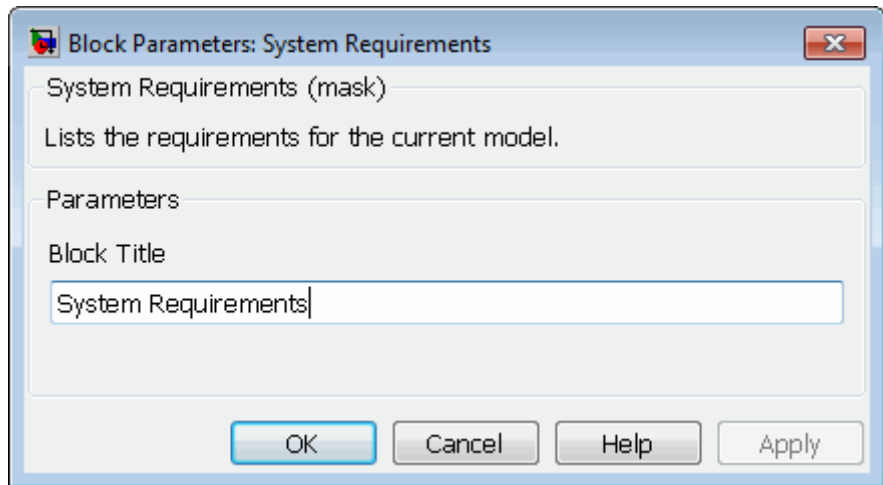 Block Parameters: System Requirements
System Requirements (mask)
Lists the requirements for the current model.
Parameters
Block Title
System Requirements
OK Cancel Help Apply